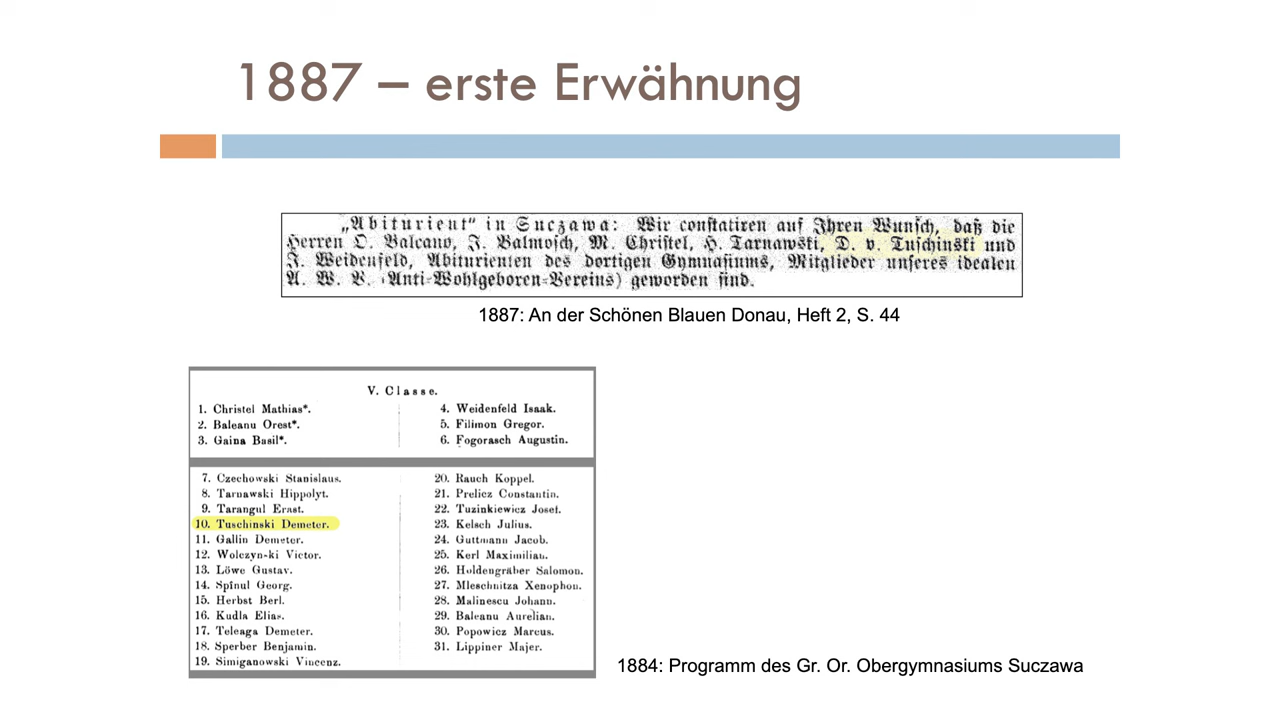 1887 – erste Erwähnung
„Abiturient“ in Suczawa: Wir constatiren auf Ihren Wunsch, daß die
Herren O. Balcano, J. Balmosch, M. Christel, H. Tarnawski, D. v. Tuschinski und
J. Weidenfeld, Abiturienten des dortigen Gymnasiums, Mitglieder unseres idealen
A. W. V. (Anti-Wohlgeboren-Vereins) geworden sind.
1887: An der Schönen Blauen Donau, Heft 2, S. 44
V. Classe.
1. Christel Mathias*.
2. Baleanu Orest*.
3. Gaina Basil*.
4. Weidenfeld Isaak.
5. Filimon Gregor.
6. Fogorasch Augustin.
7. Czechowski Stanislaus.
8. Tarnawski Hippolyt.
9. Tarangul Erast.
10. Tuschinski Demeter.
11. Gallin Demeter.
12. Wolczyn-ki Victor.
13. Löwe Gustav.
14. Spînul Georg.
15. Herbst Berl.
16. Kudla Elias.
17. Teleaga Demeter.
18. Sperber Benjamin.
19. Simiganowski Vincenz.
20. Rauch Koppel.
21. Prelicz Constantin.
22. Tuzinkiewicz Josef.
23. Kelsch Julius.
24. Guttmann Jacob.
25. Kerl Maximilian.
26. Holdengräber Salomon.
27. Mleschnitza Xenophon.
28. Malinescu Johann.
29. Baleanu Aurelian.
30. Popowicz Marcus.
31. Lippiner Majer.
1884: Programm des Gr. Or. Obergymnasiums Suczawa